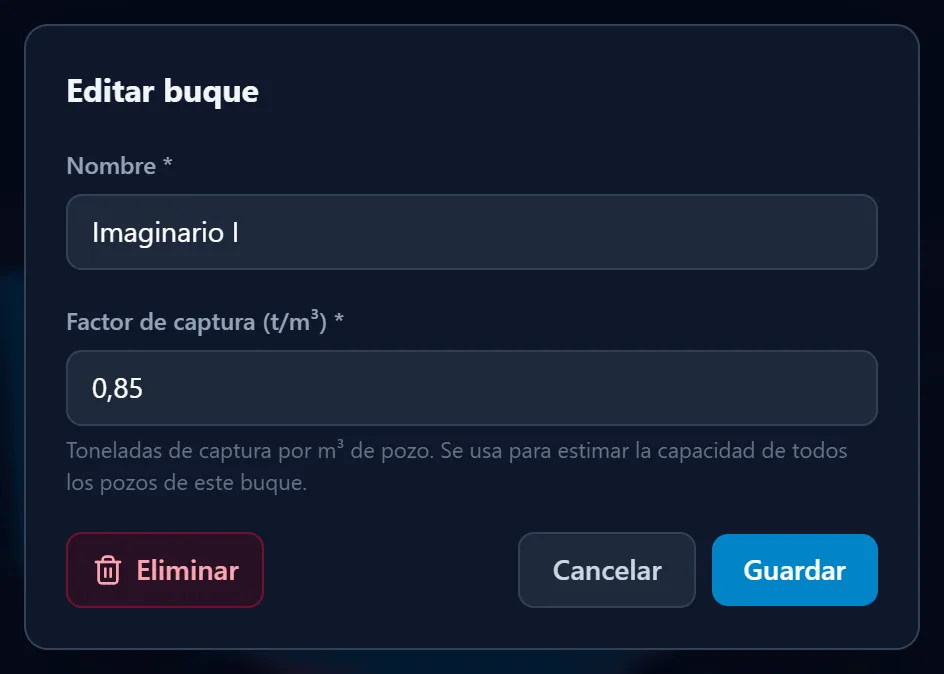 Editar buque
Nombre *
Imaginario I
Factor de captura (t/m³) *
0,85
Toneladas de captura por m³ de pozo. Se usa para estimar la capacidad de todos
los pozos de este buque.
Eliminar
Cancelar
Guardar